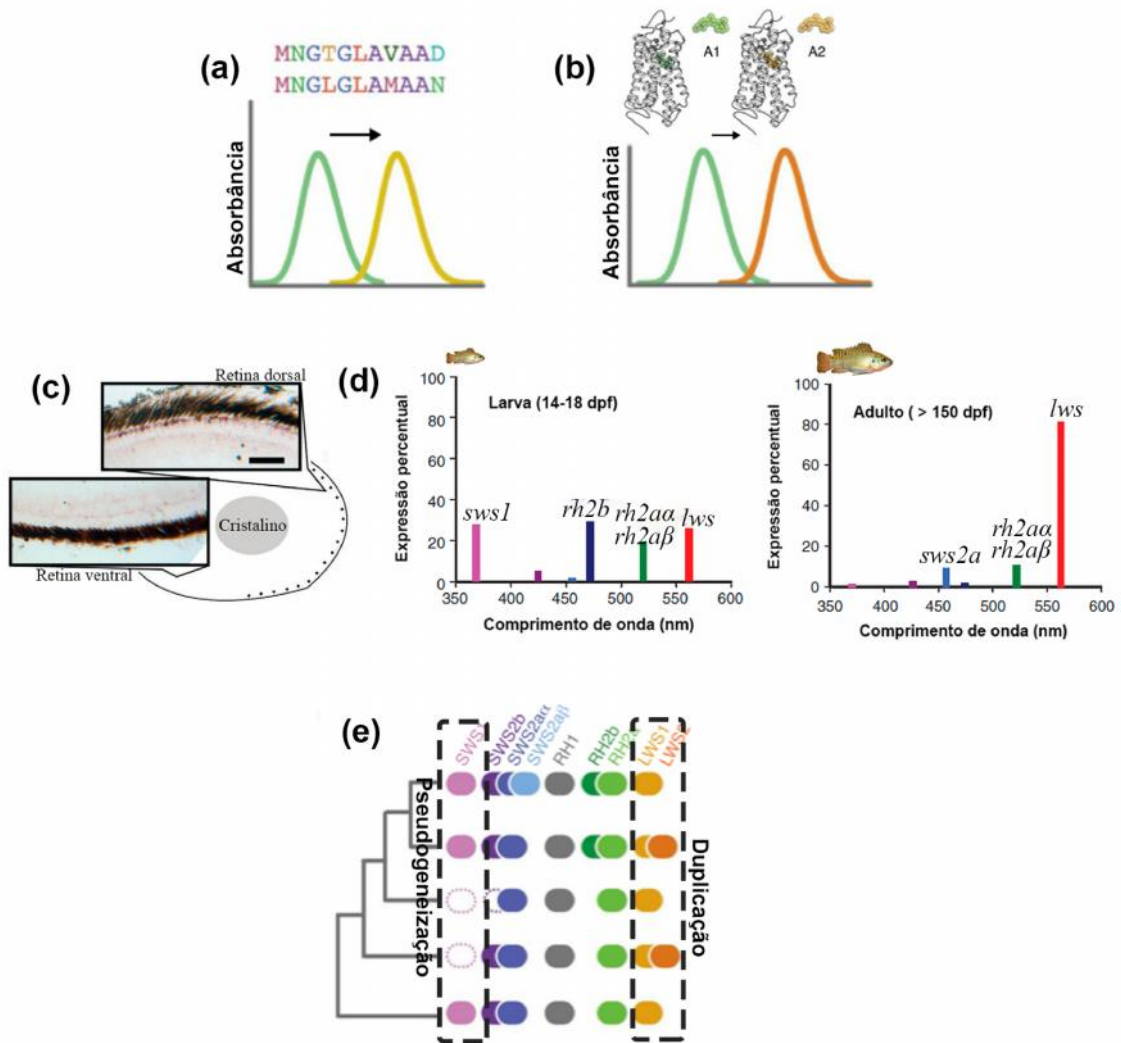 (a)
MNGTGLAVAAD
MNGLGLAMAAN
Absorbância
(b)
A1
A2
Absorbância
(c)
Retina dorsal
Cristalino
Retina ventral
(d)
Expressão percentual
100
80
60
40
20
0
Larva (14-18 dpf)
sws1
rh2b
rh2aα
rh2aβ
lws
350
400
450
500
550
600
Comprimento de onda (nm)
Expressão percentual
100
80
60
40
20
0
Adulto ( > 150 dpf)
sws2a
rh2aα
rh2aβ
lws
350
400
450
500
550
600
Comprimento de onda (nm)
(e)
SWS1
SWS2b
SWS2aα
SWS2aβ
RH1
RH2b
RH2a
LWS1
LWS2
Pseudogeneização
Duplicação